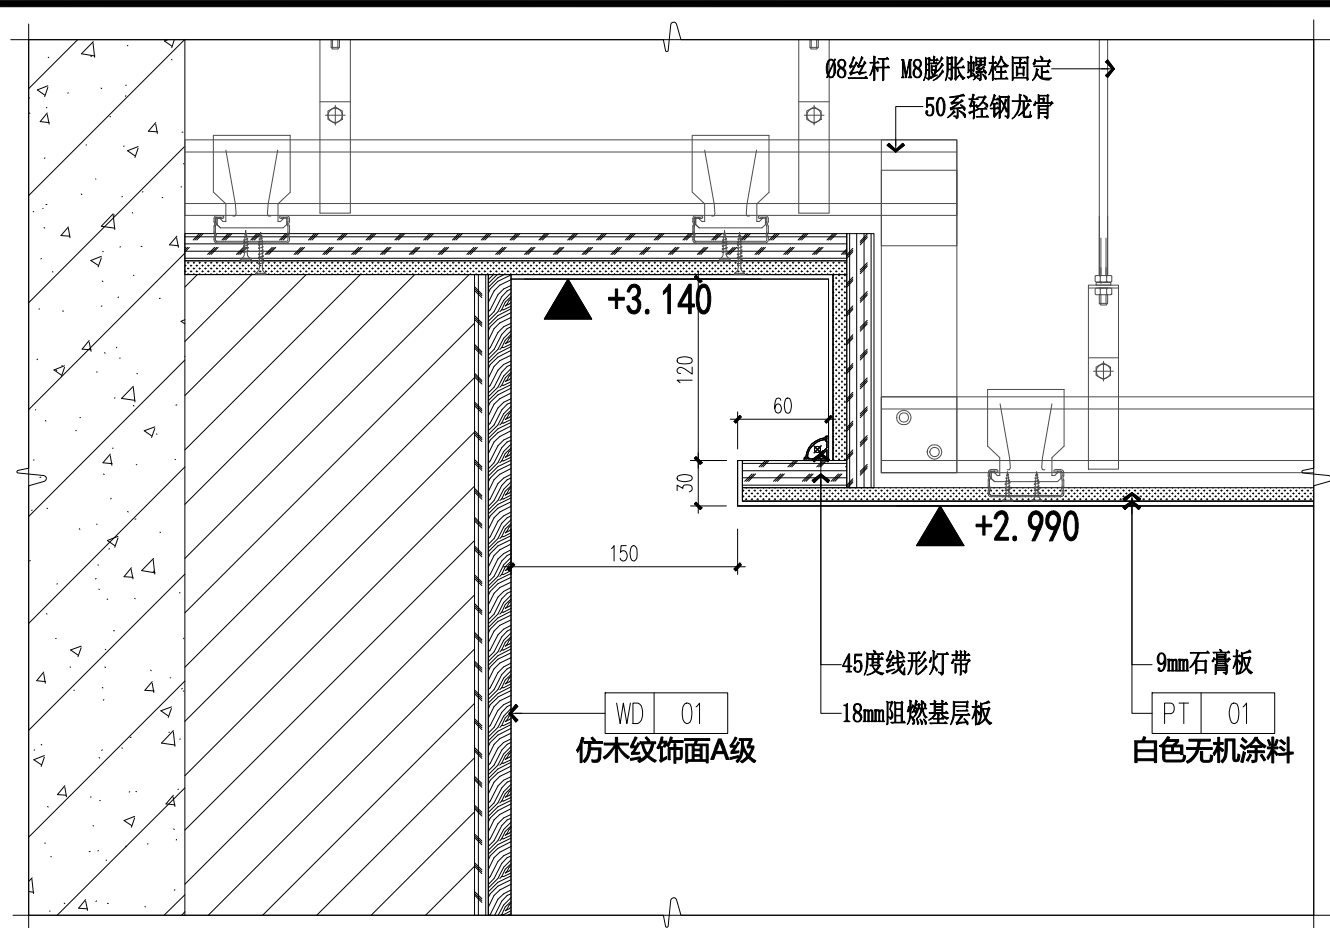 Ø8丝杆 M8膨胀螺栓固定
50系轻钢龙骨
+3.140
120
60
30
+2.990
150
45度线形灯带
9mm石膏板
WD 01
18mm阻燃基层板
PT 01
仿木纹饰面A级
白色无机涂料